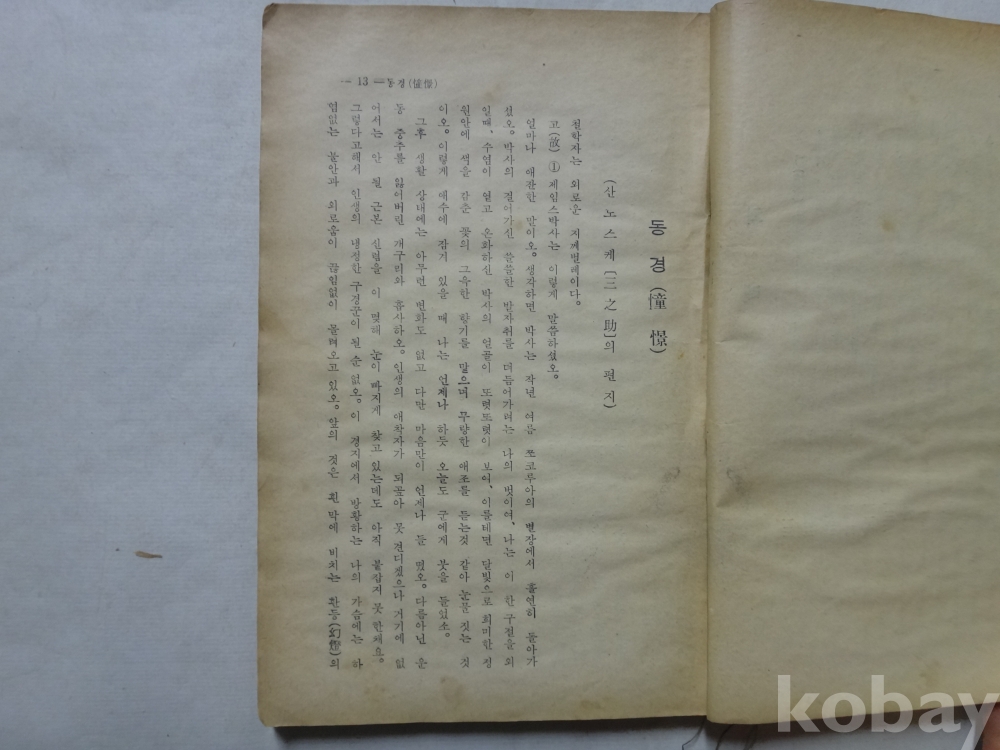 동경(憧憬)
(산노스케〔三之助〕의 편지)
철학자는 외로운 지께벌레이다.
고(故) ① 제임스박사는 이렇게 말씀하셨오.
얼마나 애잔한 말이오. 생각하면 박사는 작년 여름 쪼코루아의 별장에서 홀연히 돌아가
셨오. 박사의 걸어가신 쓸쓸한 발자취를 더듬어가려는 나의 벗이여, 나는 이 한 구절을 외
일때, 수염이 옅고 온화하신 박사의 얼골이 또렷또렷이 보여, 이를테면 달빛으로 희미한 정
원안에 색을 감춘 꽃의 그윽한 향기를 맡으며 무량한 애조를 듣는것 같아 눈물 짓는 것
이오. 이렇게 애수에 잠기 있을 때 나는 언제나 하듯 오늘도 군에게 붓을 들었소.
그후 생활 상태에는 아무런 변화도 없고 다만 마음만이 언제나 들 떴오. 다름아닌 운
동 중추를 잃어버린 개구리와 흡사하오. 인생의 애착자가 되곺아 못 견디겠으나 거기에 없
어서는 안 될 근본 신념을 이 몇해 눈이 빠지게 찾고 있는데도 아직 붙잡지 못 한패요.
그렇다고해서 인생의 냉정한 구경꾼이 될 순 없오. 이 경지에서 방황하는 나의 가슴에는 하
염없는 불안과 외로움이 끊임없이 몰려오고 있오. 앞의 것은 흰 막에 비치는 환등(幻燈)의
— 13 — 동경(憧憬)
kobay